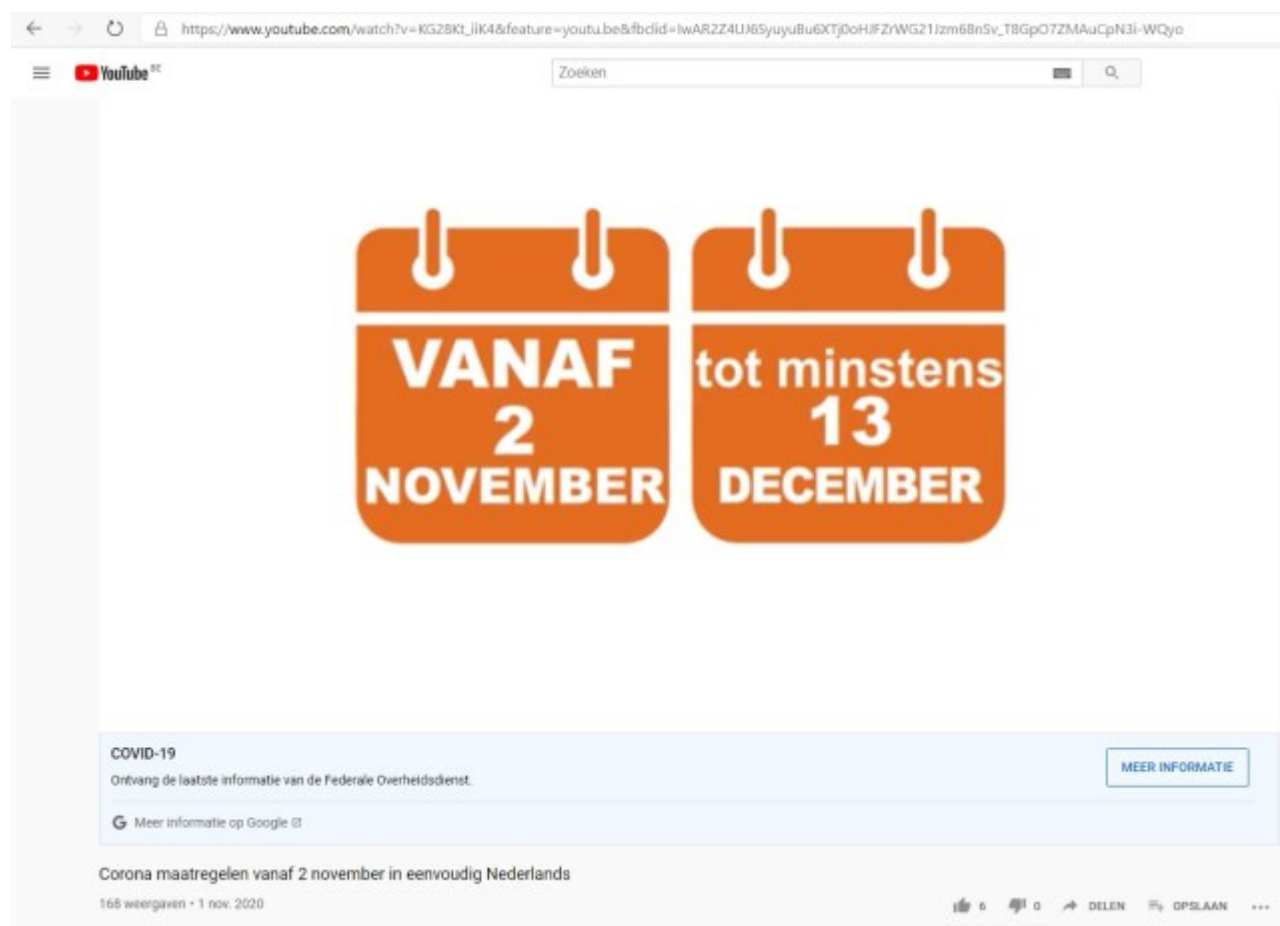 https://www.youtube.com/watch?v=KG28Kt_iiK4&feature=youtu.be&fbclid=IwAR2Z4UJ6SyuyuBu6XTj0oHJFZrWG21Jzm68nSv_T8GpO7ZMAuCpN3i-WQyo
YouTube BE
Zoeken
VANAF
2
NOVEMBER
tot minstens
13
DECEMBER
COVID-19
Ontvang de laatste informatie van de Federale Overheidsdienst.
MEER INFORMATIE
G Meer informatie op Google
Corona maatregelen vanaf 2 november in eenvoudig Nederlands
168 weergaven • 1 nov. 2020
6 0 DELEN OPSLAAN